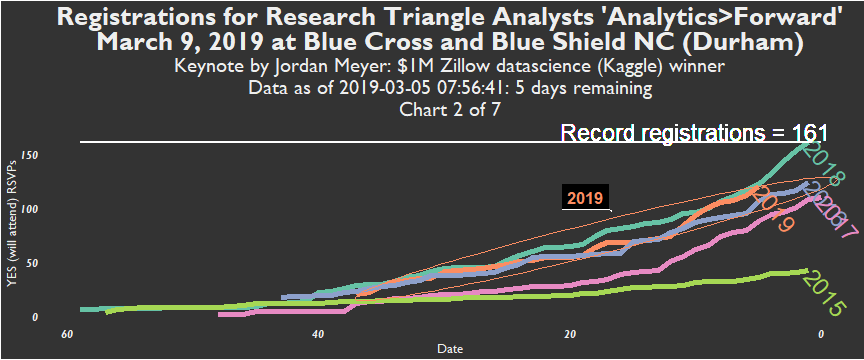 Registrations for Research Triangle Analysts 'Analytics>Forward'
March 9, 2019 at Blue Cross and Blue Shield NC (Durham)
Keynote by Jordan Meyer: $1M Zillow datascience (Kaggle) winner
Data as of 2019-03-05 07:56:41: 5 days remaining
Chart 2 of 7
Record registrations = 161
YES (will attend) RSVPs
150
100
50
0
2019
2018
2019
2017
2015
60
40
20
0
Date